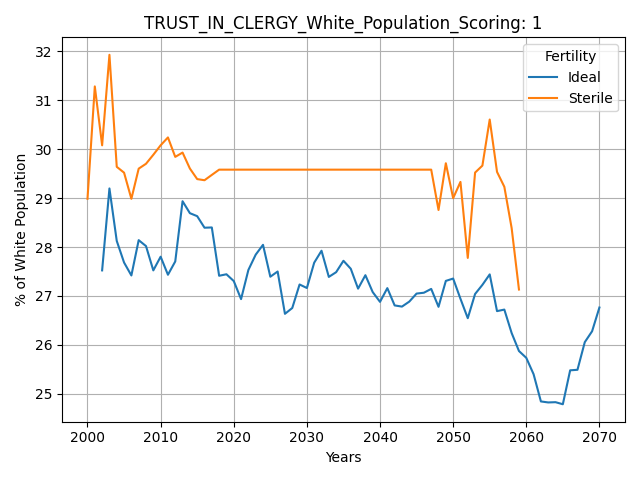 TRUST_IN_CLERGY_White_Population_Scoring: 1
Fertility
Ideal
Sterile
% of White Population
32
31
30
29
28
27
26
25
2000 2010 2020 2030 2040 2050 2060 2070
Years